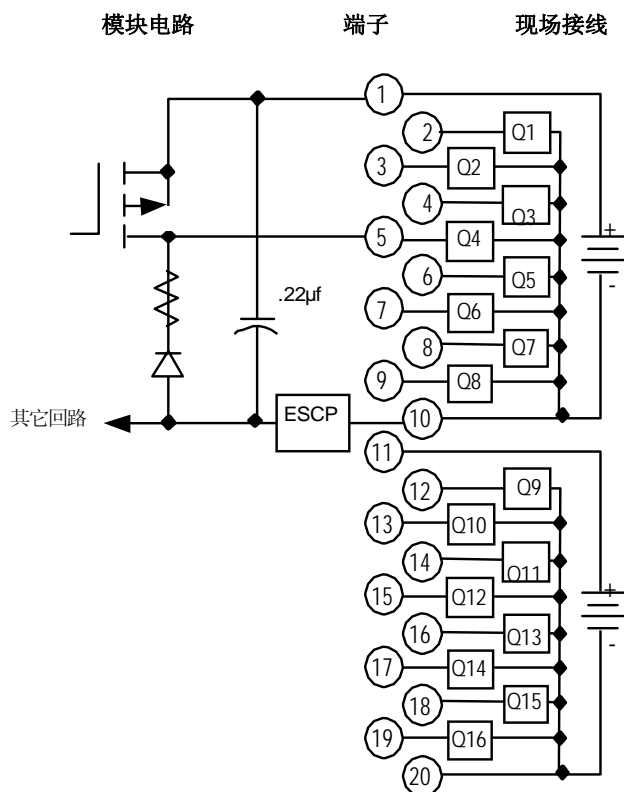 模块电路 端子 现场接线
1
2 Q1
3 Q2
4 Q3
5 Q4
+
6 Q5
-
.22µf
7 Q6
8 Q7
9 Q8
其它回路 ESCP 10
11
12 Q9
13 Q10
14 Q11
15 Q12
+
16 Q13
-
17 Q14
18 Q15
19 Q16
20